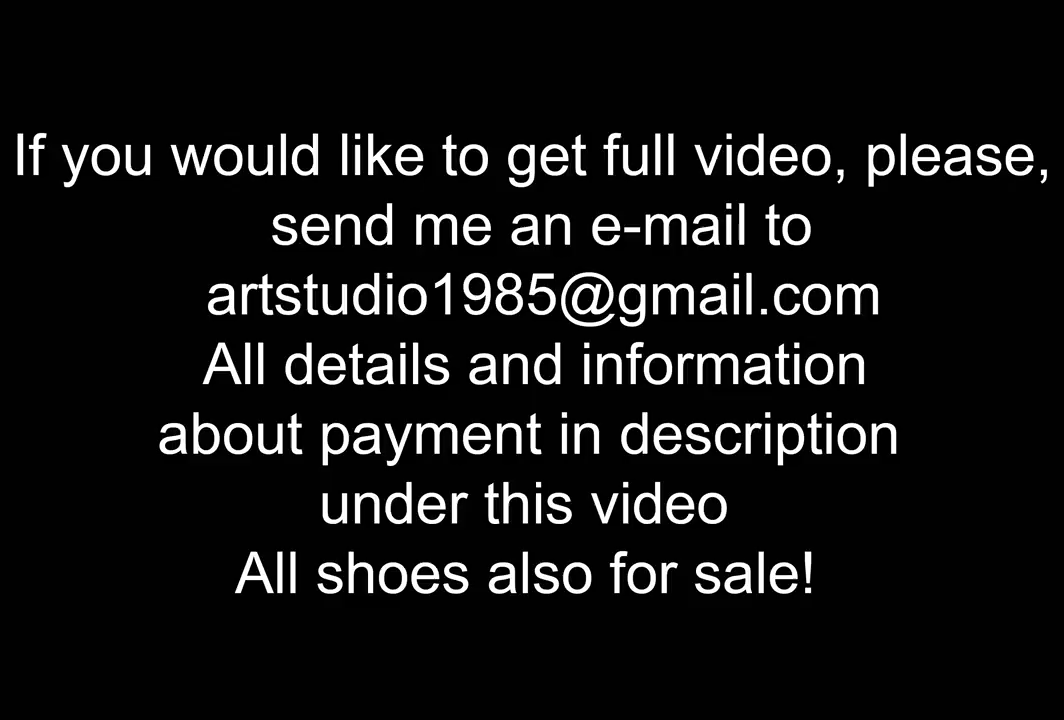 If you would like to get full video, please,
send me an e-mail to
artstudio1985@gmail.com
All details and information
about payment in description
under this video
All shoes also for sale!